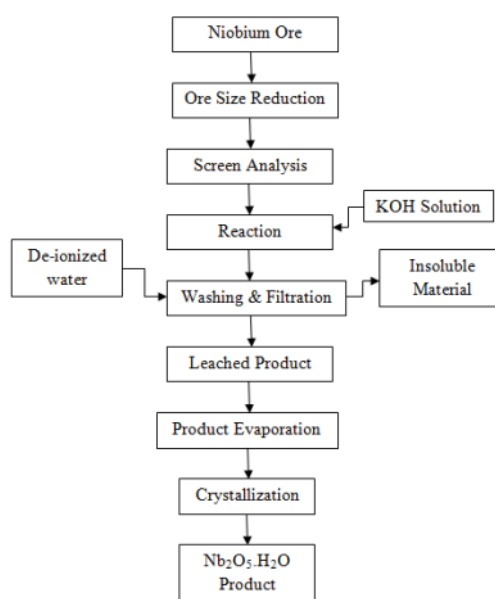 Niobium Ore
Ore Size Reduction
Screen Analysis
KOH Solution
Reaction
De-ionized
water
Insoluble
Material
Washing & Filtration
Leached Product
Product Evaporation
Crystallization
Nb₂O₅.H₂O
Product